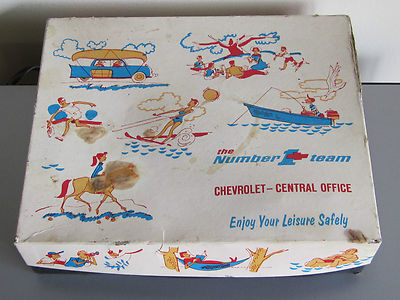 the
Number 1 team
CHEVROLET - CENTRAL OFFICE
Enjoy Your Leisure Safely